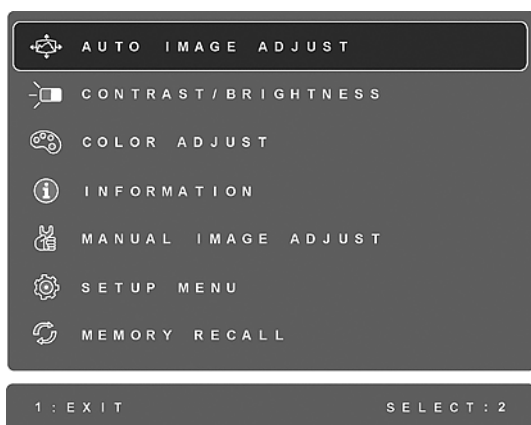 AUTO IMAGE ADJUST
CONTRAST/BRIGHTNESS
COLOR ADJUST
INFORMATION
MANUAL IMAGE ADJUST
SETUP MENU
MEMORY RECALL
1:EXIT SELECT:2